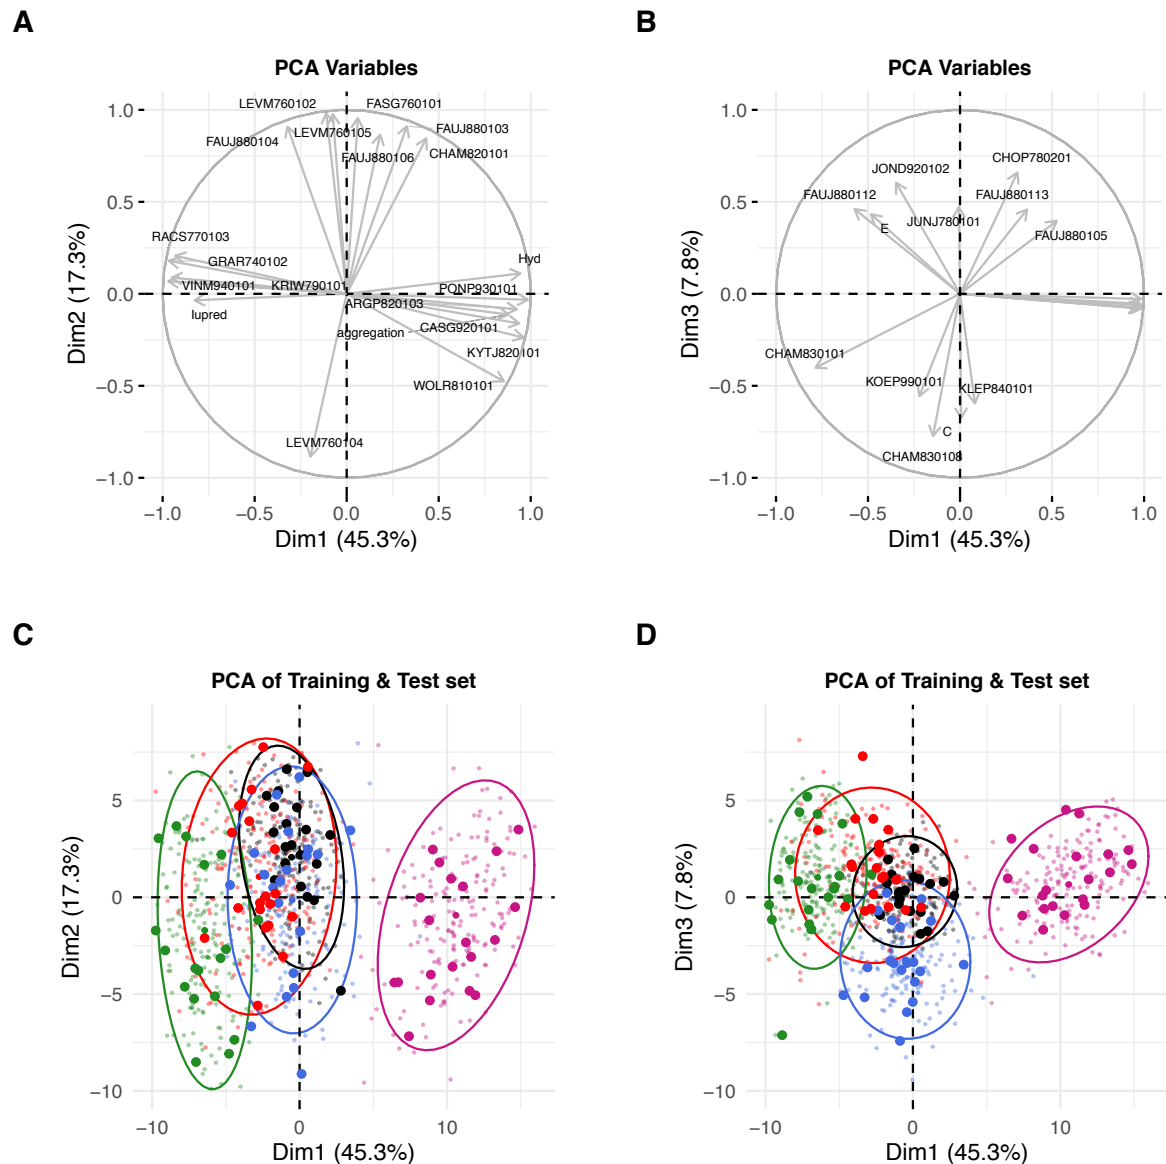 A
PCA Variables
LEVM760102
FASG760101
FAUJ880104
LEVM760105
FAUJ880103
FAUJ880106
CHAM820101
RACS770103
GRAR740102
VINM940101
KRIW790101
Hyd
PONP930101
ARGP820103
Iupred
aggregation
CASG920101
KYTJ820101
WOLR810101
LEVM760104
1.0
0.5
0.0
−0.5
−1.0
−1.0 −0.5 0.0 0.5 1.0
Dim1 (45.3%)
Dim2 (17.3%)
B
PCA Variables
CHOP780201
JOND920102
FAUJ880112
FAUJ880113
E
JUNJ780101
FAUJ880105
CHAM830101
KOEP990101
KLEP840101
C
CHAM830108
1.0
0.5
0.0
−0.5
−1.0
−1.0 −0.5 0.0 0.5 1.0
Dim1 (45.3%)
Dim3 (7.8%)
C
PCA of Training & Test set
5
0
−5
−10
−10 0 10
Dim1 (45.3%)
Dim2 (17.3%)
D
PCA of Training & Test set
5
0
−5
−10
−10 0 10
Dim1 (45.3%)
Dim3 (7.8%)